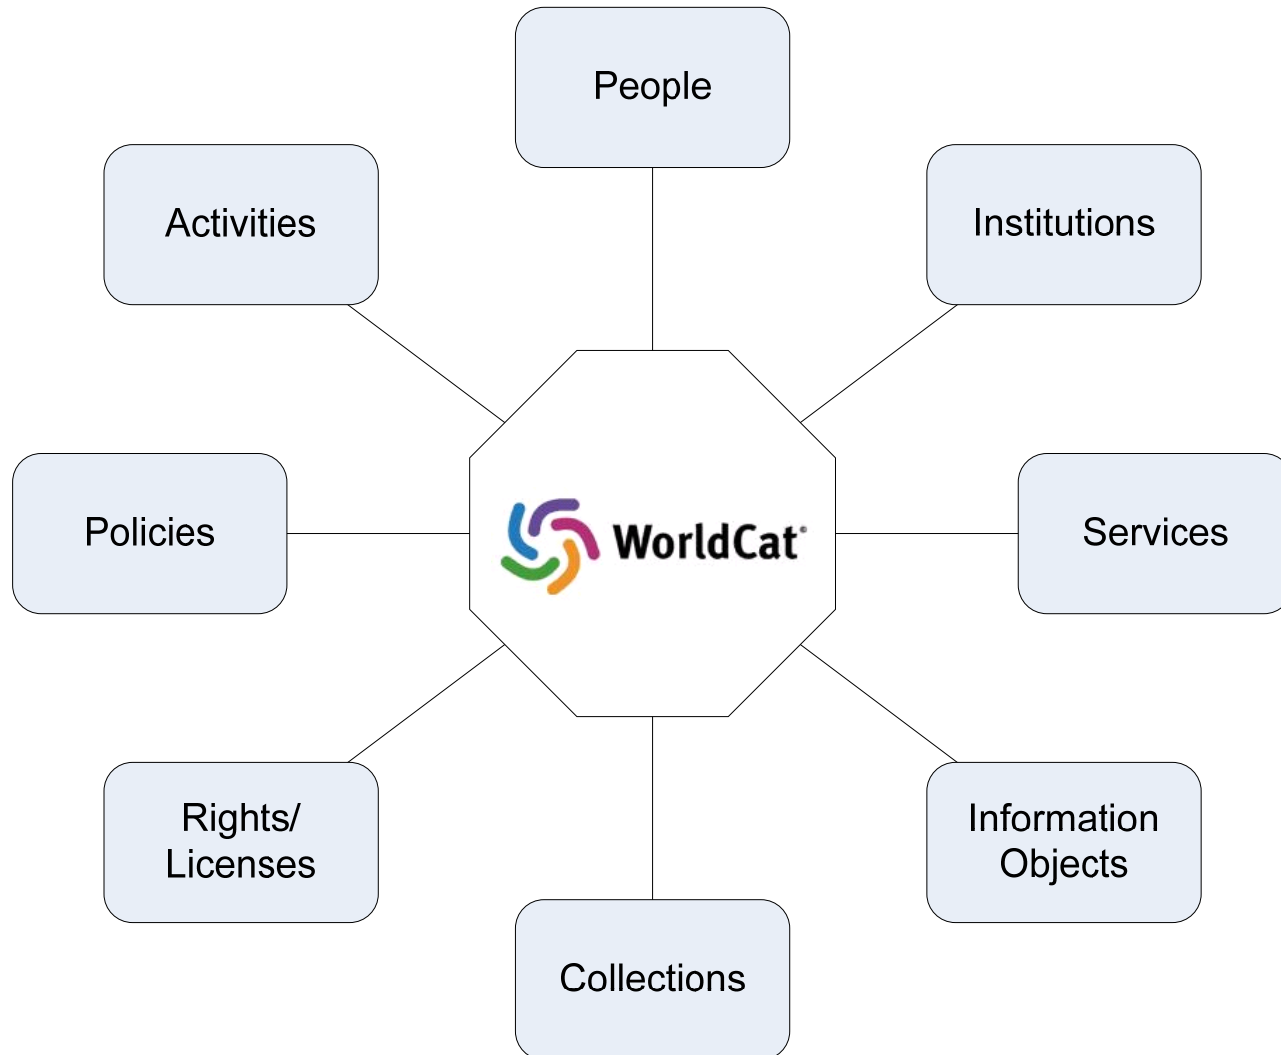 People
Activities
Institutions
Policies
WorldCat
Services
Rights/
Licenses
Information
Objects
Collections